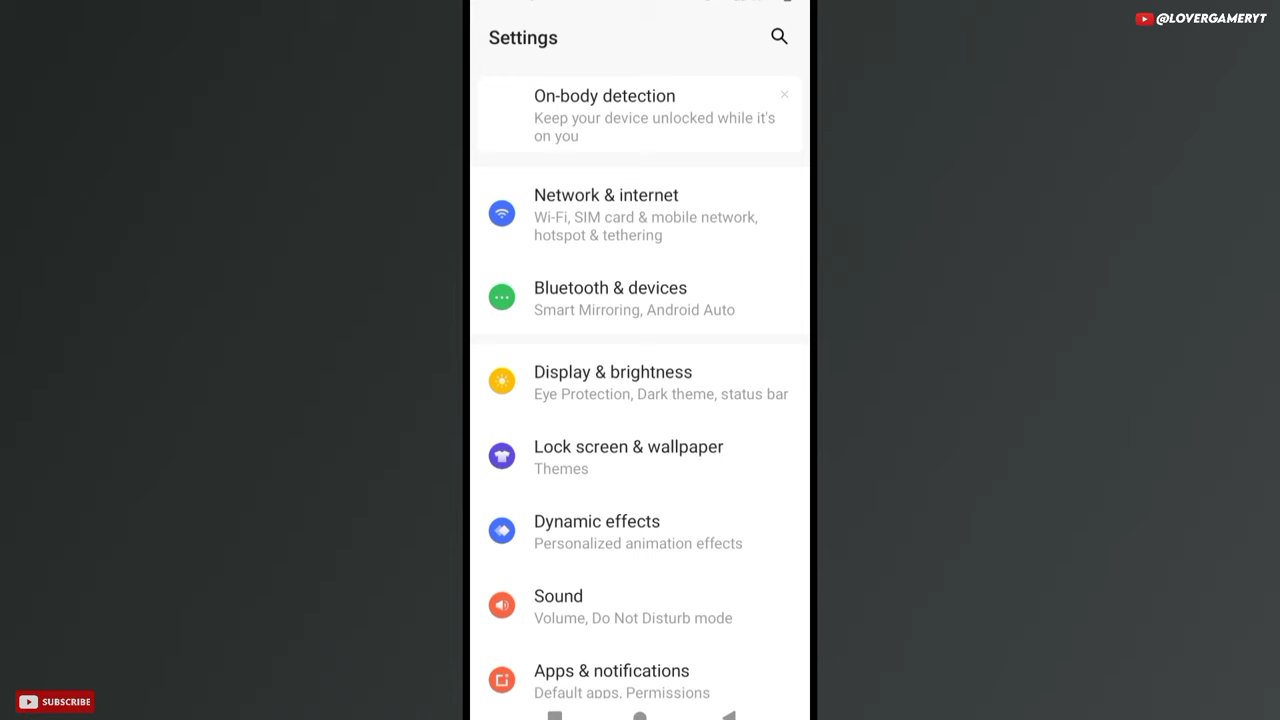 @LOVERGAMERYT
Settings
On-body detection
×
Keep your device unlocked while it's
on you
Network & internet
Wi-Fi, SIM card & mobile network,
hotspot & tethering
Bluetooth & devices
Smart Mirroring, Android Auto
Display & brightness
Eye Protection, Dark theme, status bar
Lock screen & wallpaper
Themes
Dynamic effects
Personalized animation effects
Sound
Volume, Do Not Disturb mode
Apps & notifications
Default apps, Permissions
SUBSCRIBE